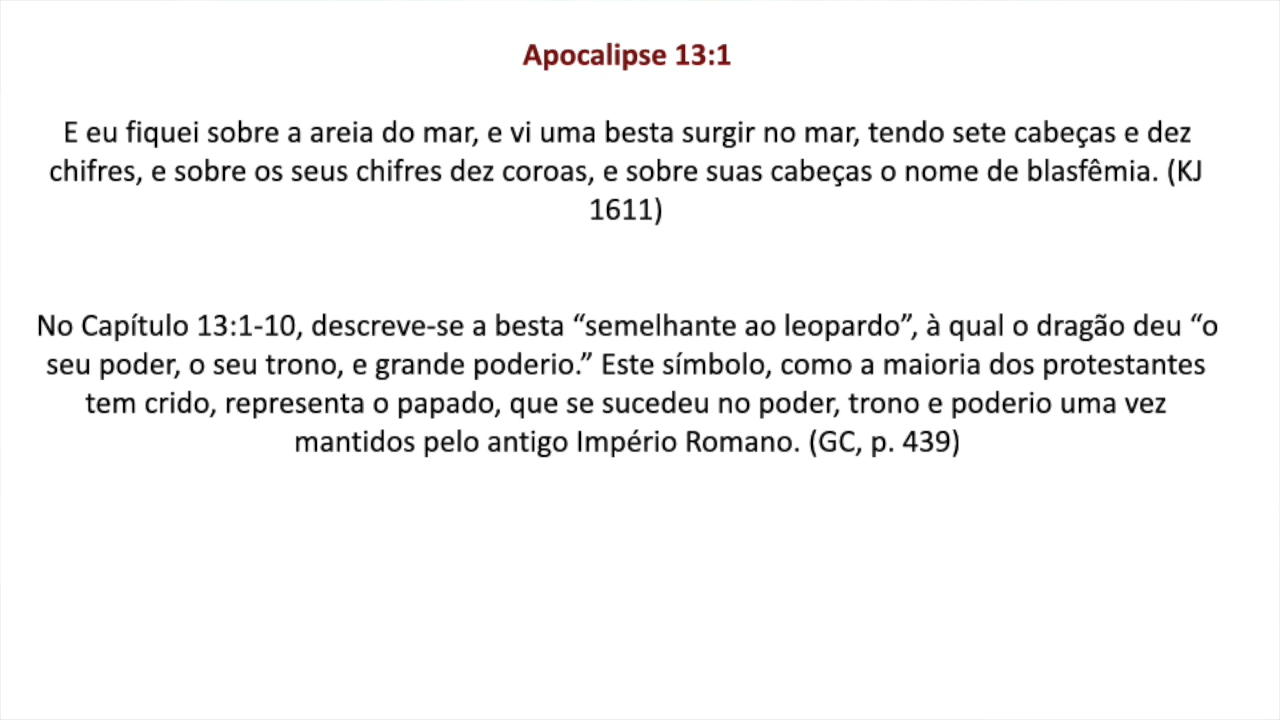 Apocalipse 13:1
E eu fiquei sobre a areia do mar, e vi uma besta surgir no mar, tendo sete cabeças e dez
chifres, e sobre os seus chifres dez coroas, e sobre suas cabeças o nome de blasfêmia. (KJ
1611)
No Capítulo 13:1-10, descreve-se a besta “semelhante ao leopardo”, à qual o dragão deu “o
seu poder, o seu trono, e grande poderio.” Este símbolo, como a maioria dos protestantes
tem crido, representa o papado, que se sucedeu no poder, trono e poderio uma vez
mantidos pelo antigo Império Romano. (GC, p. 439)